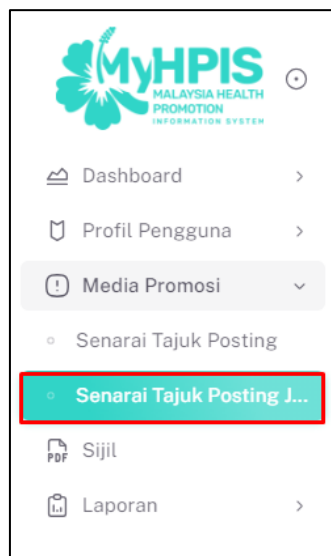 MyHPIS
MALAYSIA HEALTH
PROMOTION
INFORMATION SYSTEM
Dashboard
Profil Pengguna
Media Promosi
Senarai Tajuk Posting
Senarai Tajuk Posting J...
PDF
Sijil
Laporan